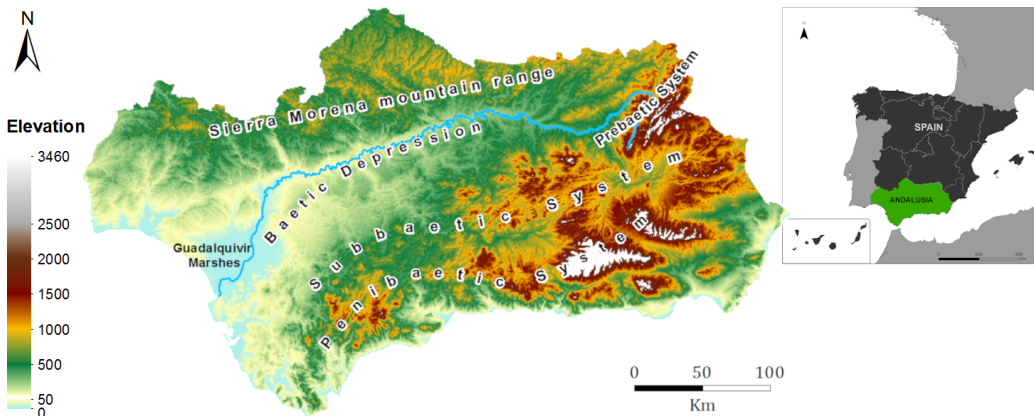 N
Elevation
3460
2500
2000
1500
1000
500
50
0
Sierra Morena mountain range
Prebaetic System
Baetic Depression
Subbaetic System
Penibaetic System
Guadalquivir
Marshes
0 50 100
Km
SPAIN
ANDALUSIA